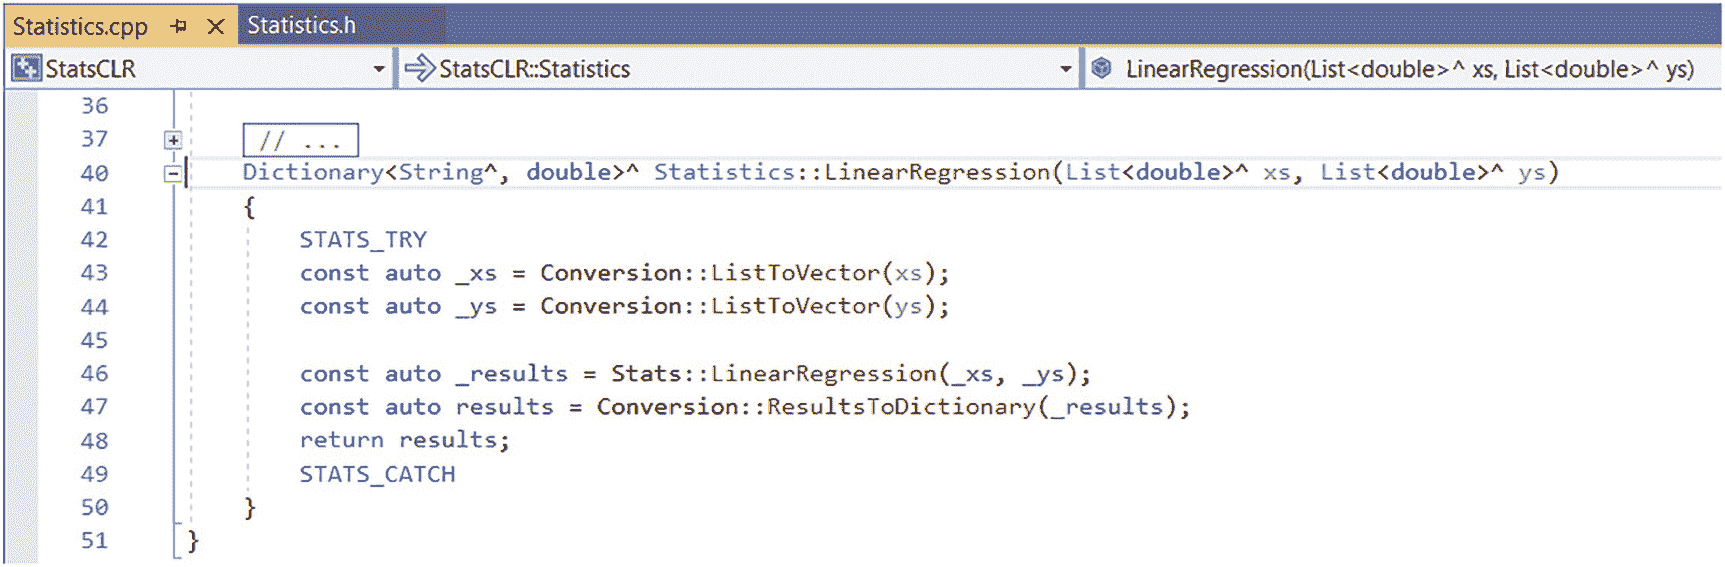 Statistics.cpp Statistics.h
StatsCLR StatsCLR::Statistics LinearRegression(List<double>^ xs, List<double>^ ys)
36
37 // ...
40 Dictionary<String^, double>^ Statistics::LinearRegression(List<double>^ xs, List<double>^ ys)
41 {
42 STATS_TRY
43 const auto _xs = Conversion::ListToVector(xs);
44 const auto _ys = Conversion::ListToVector(ys);
45
46 const auto _results = Stats::LinearRegression(_xs, _ys);
47 const auto results = Conversion::ResultsToDictionary(_results);
48 return results;
49 STATS_CATCH
50 }
51 }